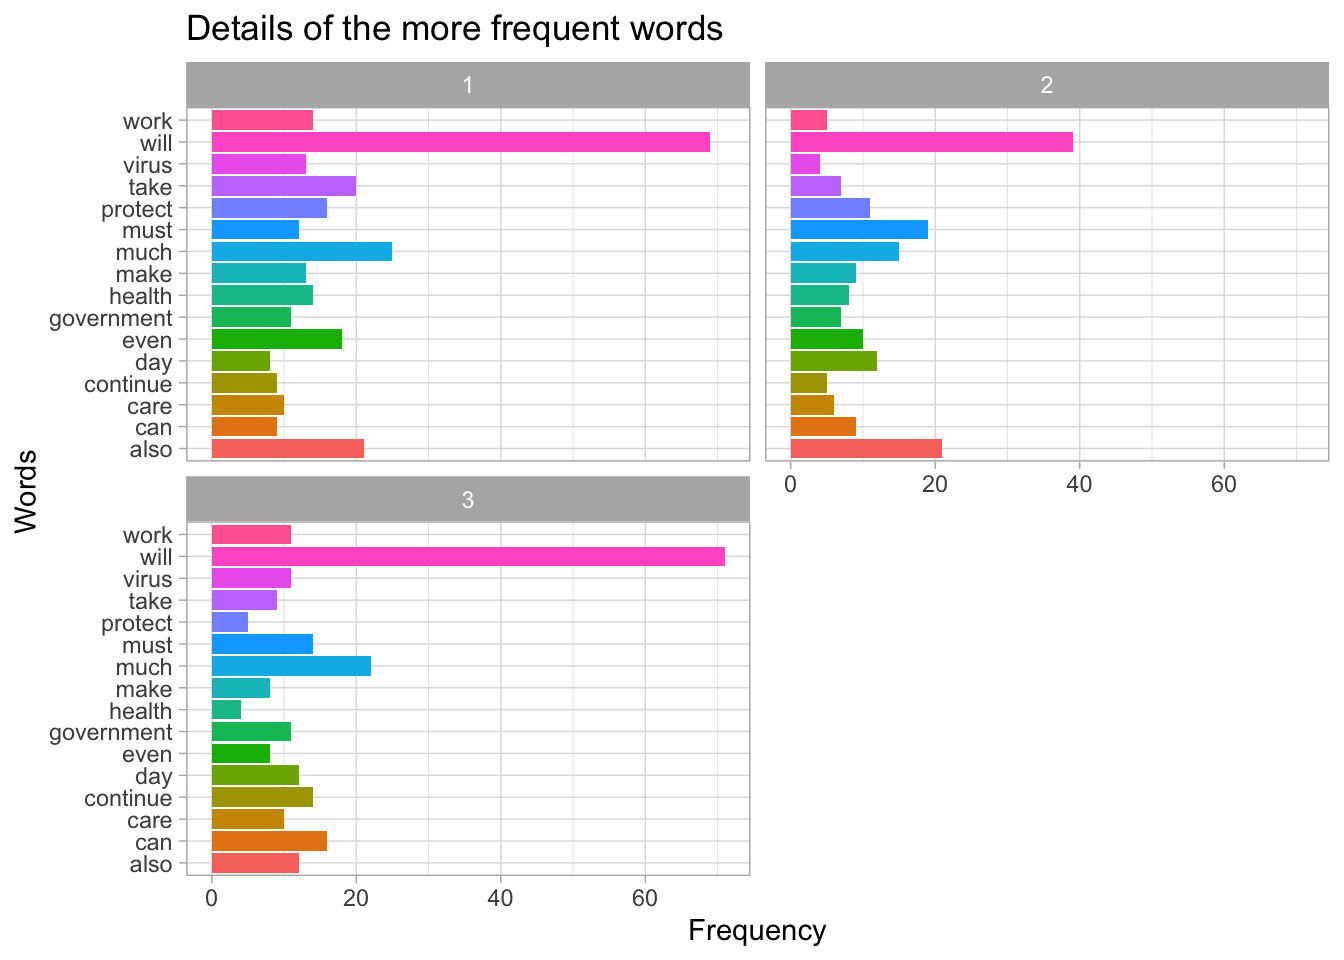 Details of the more frequent words
1
2
work
will
virus
take
protect
must
much
make
health
government
even
day
continue
care
can
also
0 20 40 60
3
work
will
virus
take
protect
must
much
make
health
government
even
day
continue
care
can
also
0 20 40 60
Frequency
Words